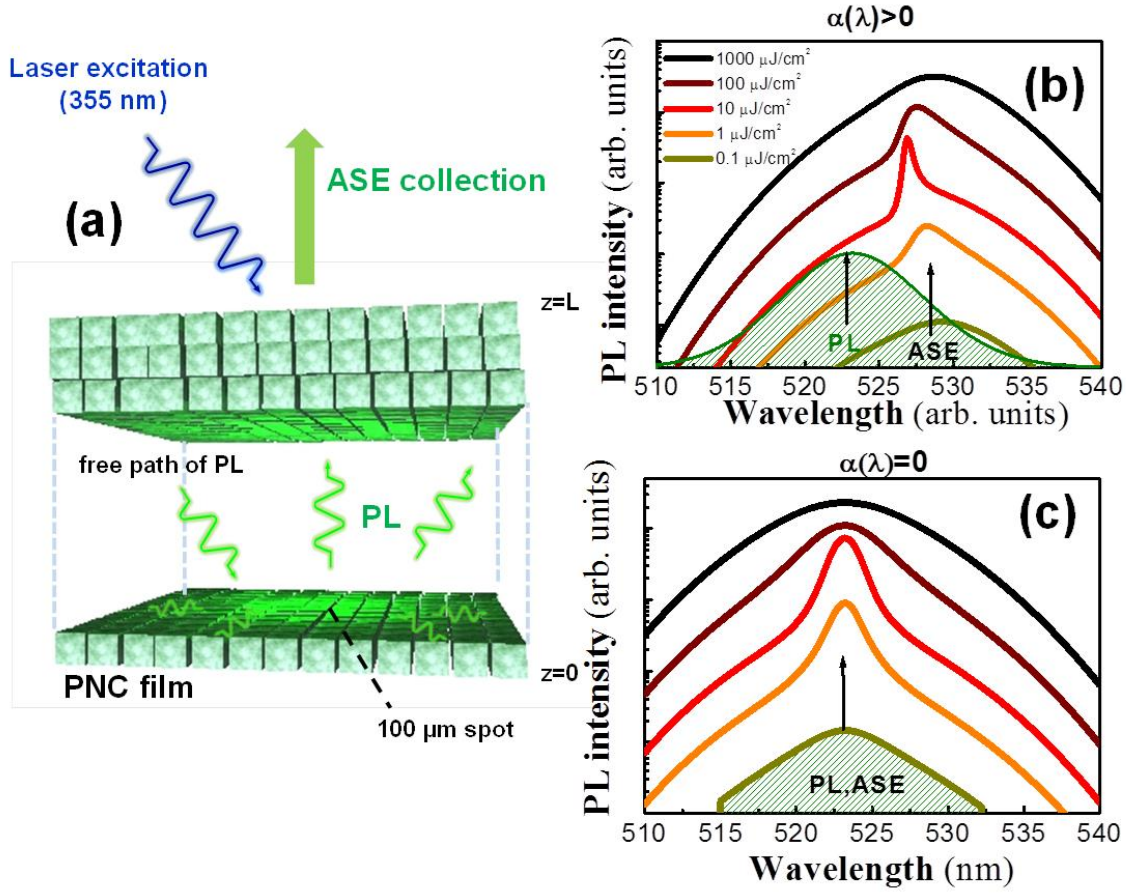 Laser excitation
(355 nm)
ASE collection
(a)
z=L
free path of PL
PL
z=0
PNC film
100 µm spot
α(λ)>0
(b)
1000 µJ/cm²
100 µJ/cm²
10 µJ/cm²
1 µJ/cm²
0.1 µJ/cm²
PL
ASE
PL intensity (arb. units)
510 515 520 525 530 535 540
Wavelength (arb. units)
α(λ)=0
(c)
PL,ASE
PL intensity (arb. units)
510 515 520 525 530 535 540
Wavelength (nm)